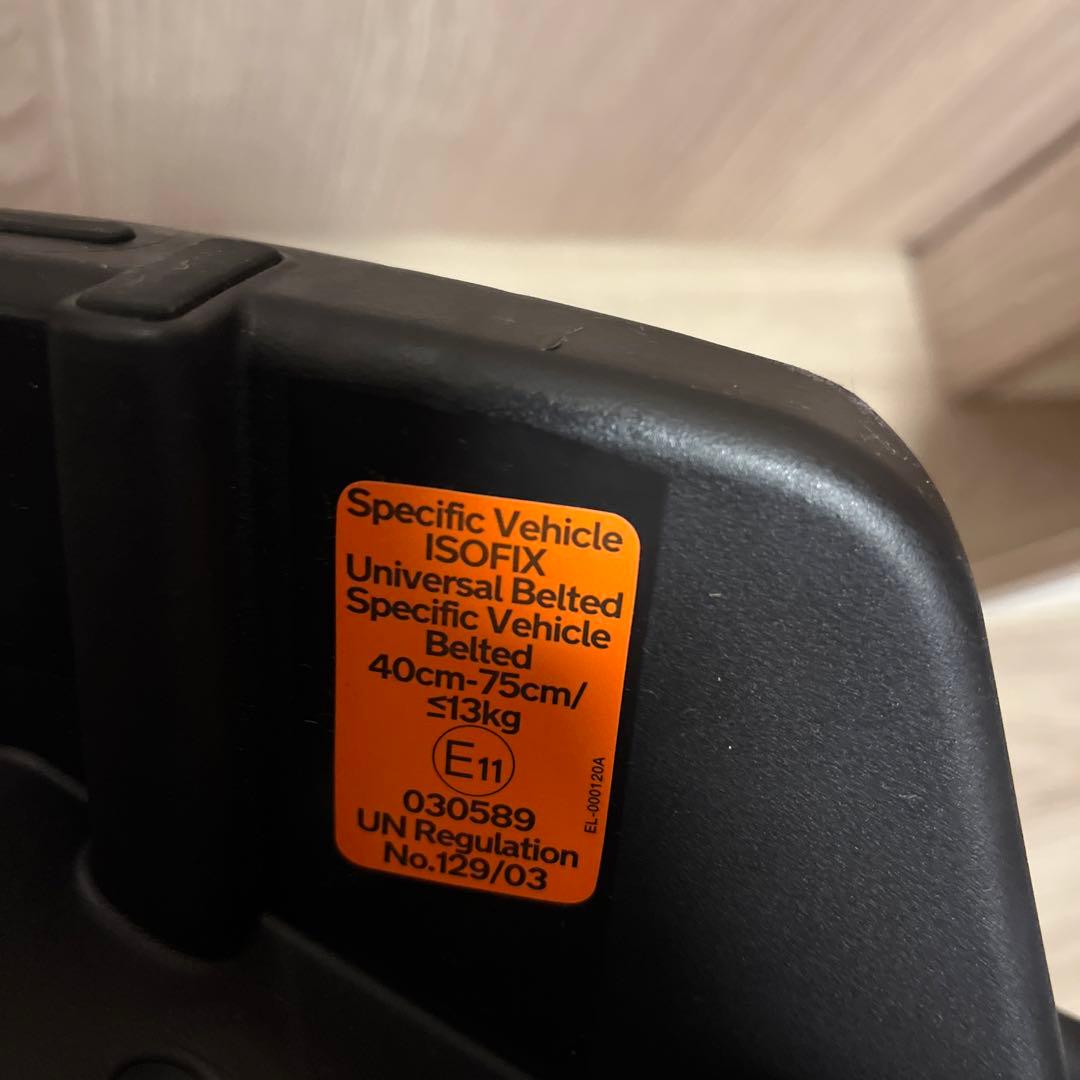 Specific Vehicle
ISOFIX
Universal Belted
Specific Vehicle
Belted
40cm-75cm/
≤13kg
E11
030589
UN Regulation
No.129/03
EL-000120A